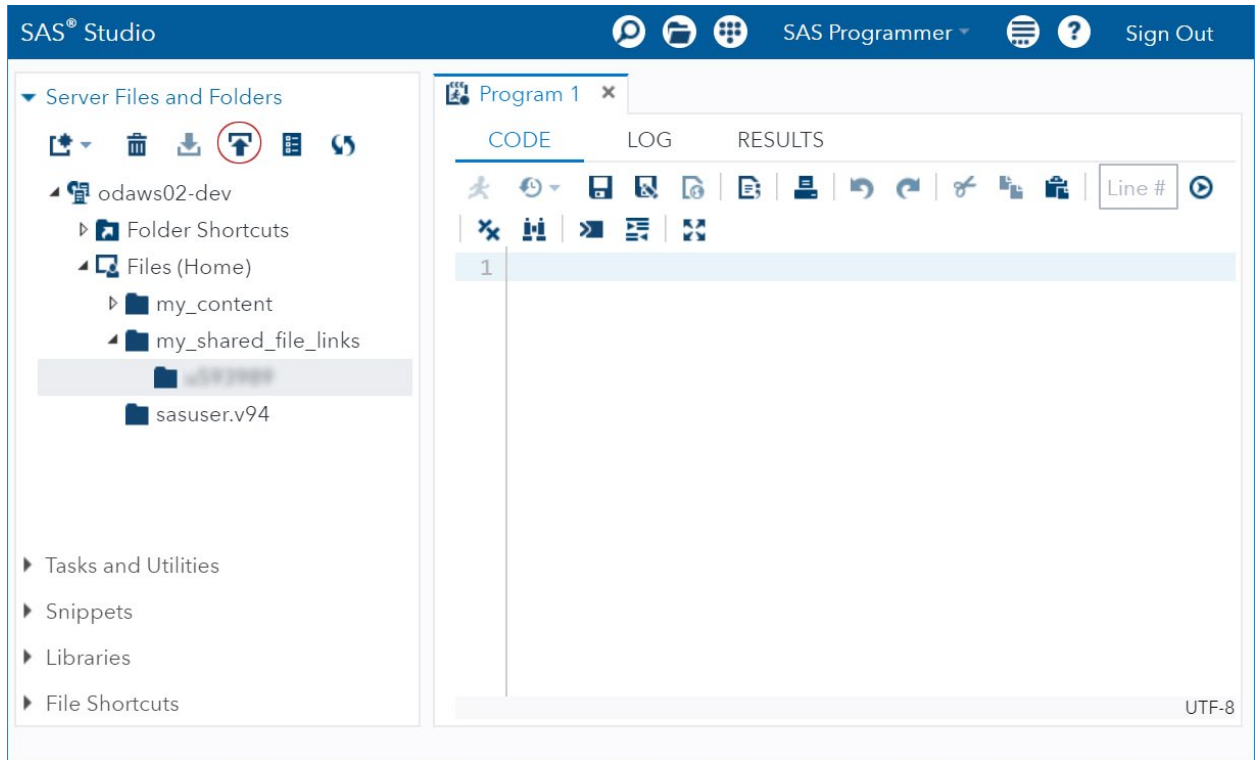 SAS® Studio
SAS Programmer
Sign Out
Server Files and Folders
odaws02-dev
Folder Shortcuts
Files (Home)
my_content
my_shared_file_links
sasuser.v94
Tasks and Utilities
Snippets
Libraries
File Shortcuts
Program 1
CODE LOG RESULTS
Line #
1
UTF-8